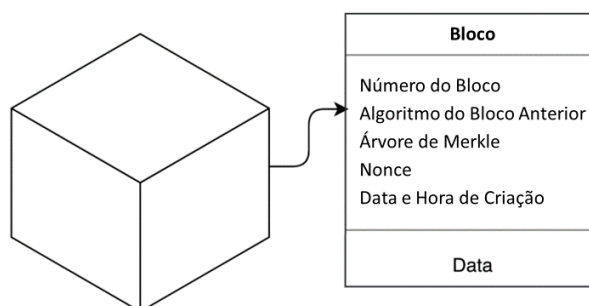 Bloco
Número do Bloco
Algoritmo do Bloco Anterior
Árvore de Merkle
Nonce
Data e Hora de Criação
Data